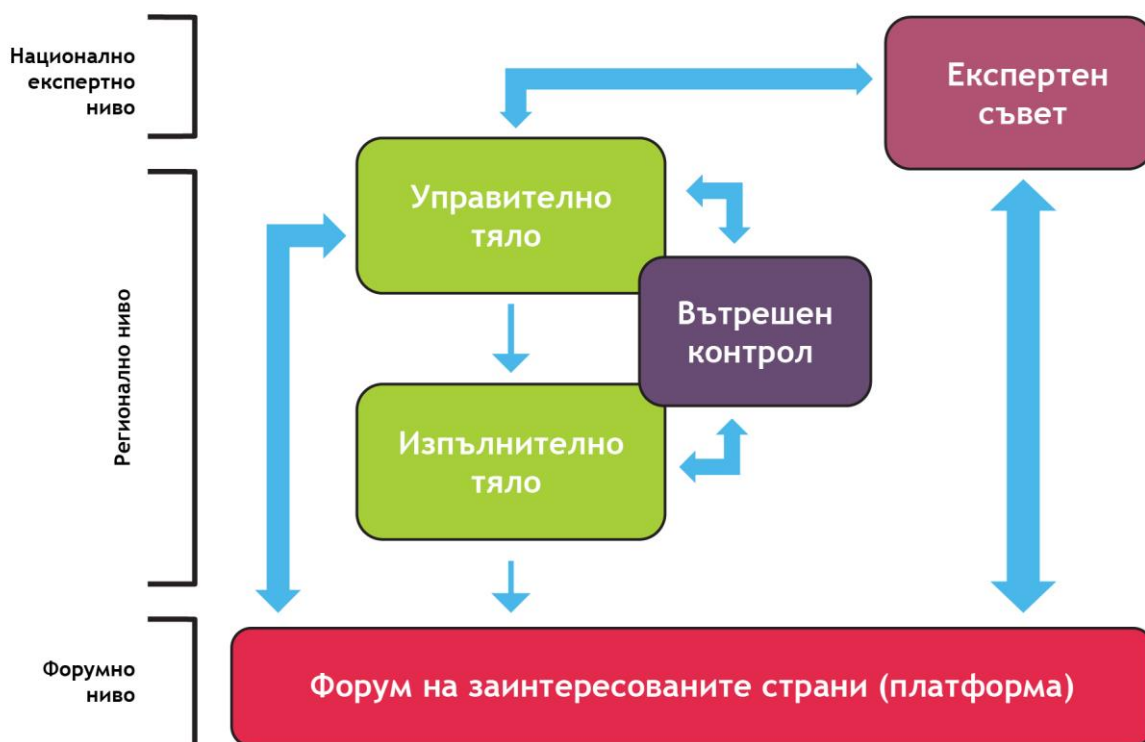 Национално
експертно
ниво
Експертен
съвет
Управително
тяло
Вътрешен
контрол
Регионално ниво
Изпълнително
тяло
Форумно
ниво
Форум на заинтересованите страни (платформа)